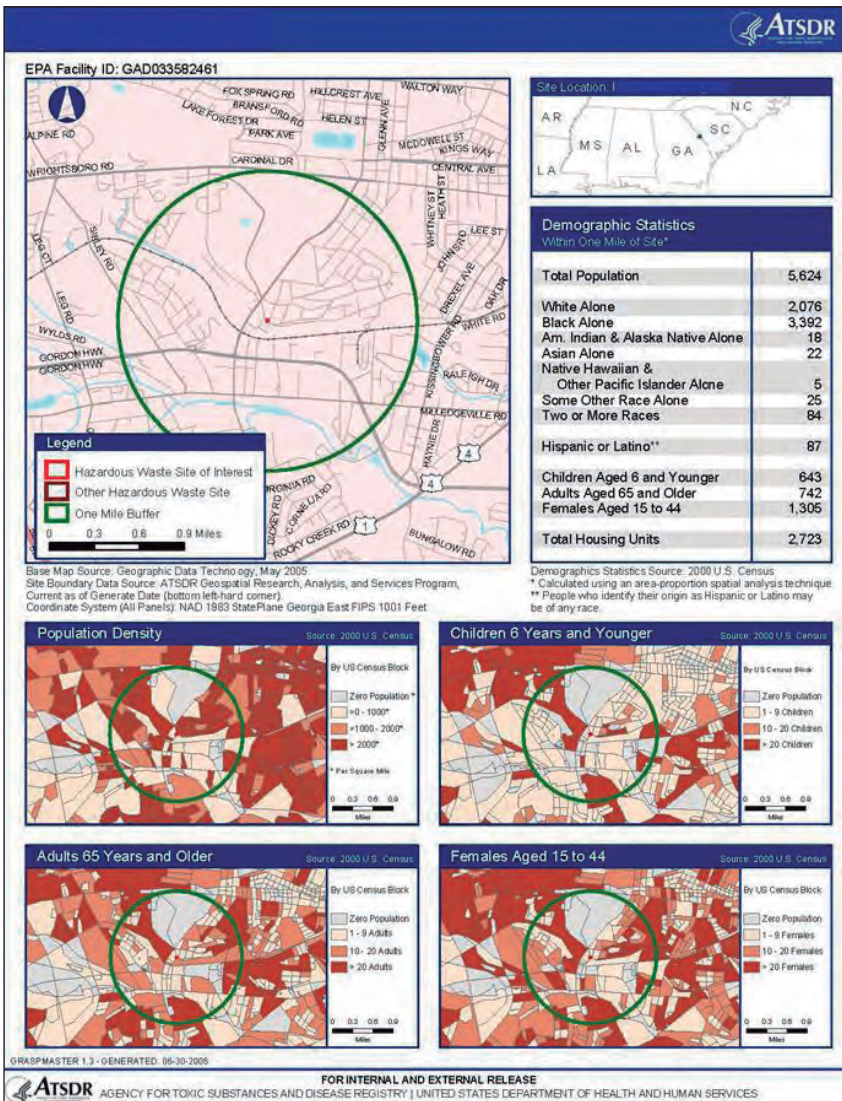 ATSDR
EPA Facility ID: GAD033582461
FOX SPRING RD
HILLCREST AVE
WALTON WAY
LAKE FOREST DR
BRANSFORD RD
HELEN ST
GLENN AVE
ALPINE RD
PARK AVE
MCDOWELL ST
KINGS WAY
WRIGHTSBORO RD
CARDINAL DR
CENTRAL AVE
WHITNEY ST
HEATH ST
LEG CT
SIBLEY RD
LEE ST
JOHNS RD
DREXEL AVE
OAK DR
LEG RD
WYLDS RD
WHITE RD
GORDON HWY
GORDON HWY
KISSINGBOWER RD
RALEIGH DR
MILLEDGEVILLE RD
HAYNIE DR
4
4
1
VIRGINIA RD
DICKEY RD
CORNELIA RD
ROCKY CREEK RD
BUNGALOW RD
Legend
Hazardous Waste Site of Interest
Other Hazardous Waste Site
One Mile Buffer
0 0.3 0.6 0.9 Miles
Site Location: I
AR
MS
AL
GA
SC
NC
LA
Demographic Statistics
Within One Mile of Site*
Total Population 5,624
White Alone 2,076
Black Alone 3,392
Am. Indian & Alaska Native Alone 18
Asian Alone 22
Native Hawaiian &
Other Pacific Islander Alone 5
Some Other Race Alone 25
Two or More Races 84
Hispanic or Latino** 87
Children Aged 6 and Younger 643
Adults Aged 65 and Older 742
Females Aged 15 to 44 1,305
Total Housing Units 2,723
Base Map Source: Geographic Data Technology, May 2005.
Site Boundary Data Source: ATSDR Geospatial Research, Analysis, and Services Program,
Current as of Generate Date (bottom left-hard corner).
Coordinate System (All Panels): NAD 1983 StatePlane Georgia East FIPS 1001 Feet
Demographics Statistics Source: 2000 U.S. Census
* Calculated using an area-proportion spatial analysis technique
** People who identify their origin as Hispanic or Latino may
be of any race.
Population Density Source: 2000 U.S. Census
By US Census Block
Zero Population *
>0 - 1000*
>1000 - 2000*
> 2000*
* Per Square Mile
0 0.3 0.6 0.9
Miles
Children 6 Years and Younger Source: 2000 U.S. Census
By US Census Block
Zero Population
1 - 9 Children
10 - 20 Children
> 20 Children
0 0.3 0.6 0.9
Miles
Adults 65 Years and Older Source: 2000 U.S. Census
By US Census Block
Zero Population
1 - 9 Adults
10 - 20 Adults
> 20 Adults
0 0.3 0.6 0.9
Miles
Females Aged 15 to 44 Source: 2000 U.S. Census
By US Census Block
Zero Population
1 - 9 Females
10 - 20 Females
> 20 Females
0 0.3 0.6 0.9
Miles
GRASPMASTER 1.3 - GENERATED: 06-30-2006
FOR INTERNAL AND EXTERNAL RELEASE
ATSDR AGENCY FOR TOXIC SUBSTANCES AND DISEASE REGISTRY | UNITED STATES DEPARTMENT OF HEALTH AND HUMAN SERVICES